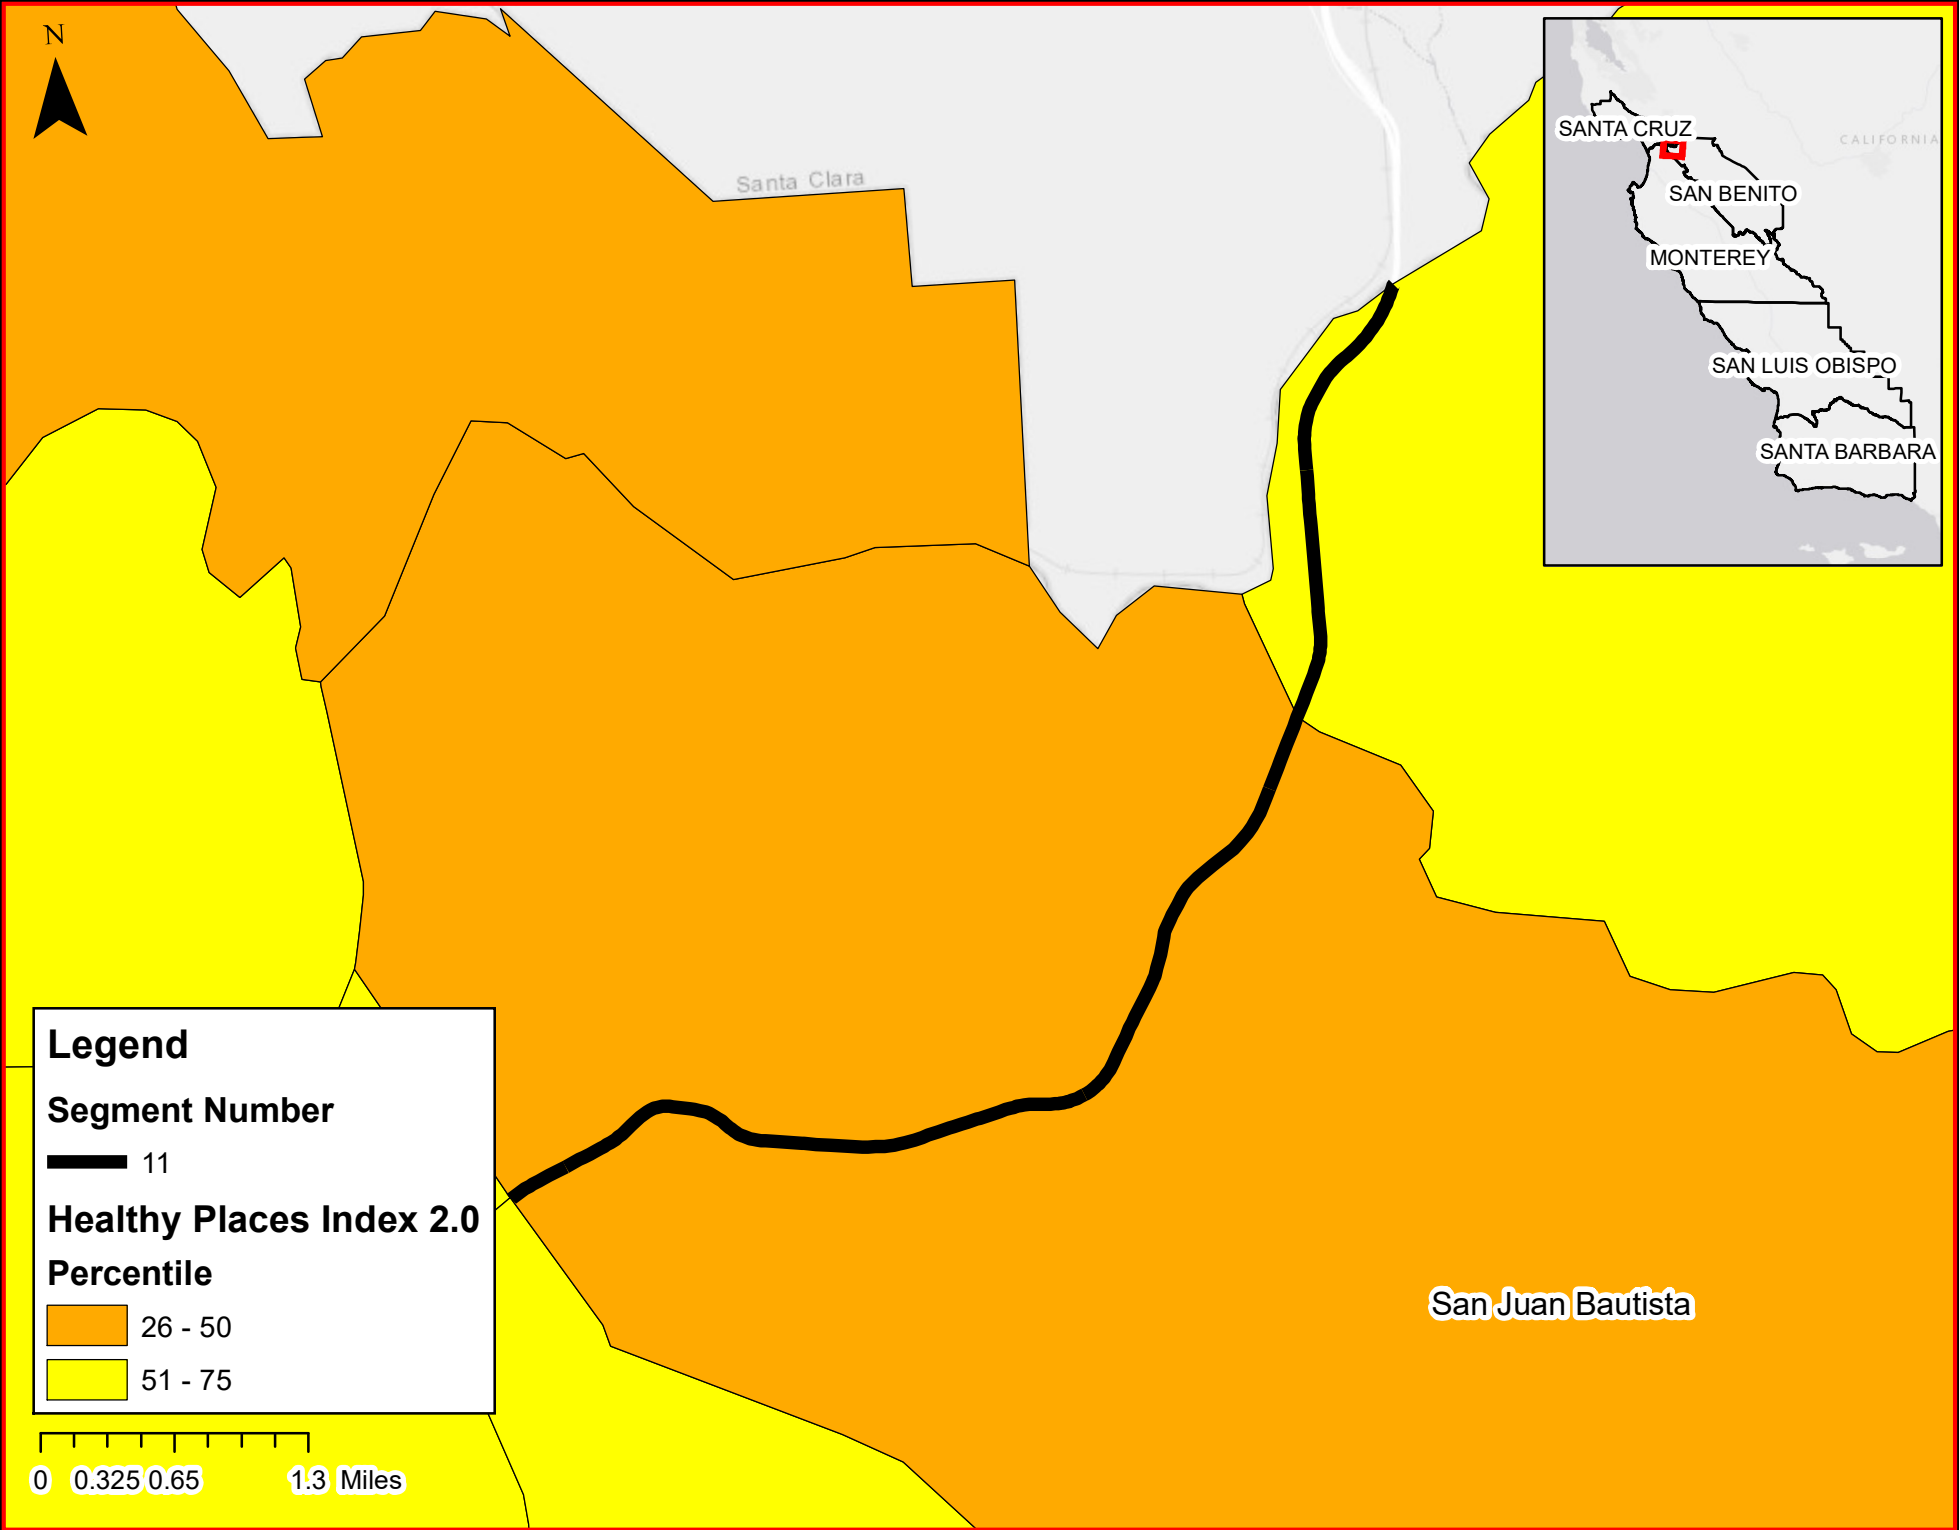 N
Santa Clara
CALIFORNIA
SANTA CRUZ
SAN BENITO
MONTEREY
SAN LUIS OBISPO
SANTA BARBARA
Legend
Segment Number
11
Healthy Places Index 2.0
Percentile
26 - 50
51 - 75
San Juan Bautista
0 0.325 0.65 1.3 Miles